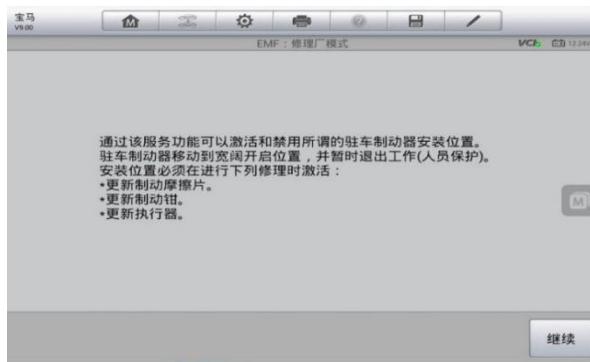 宝马
V9.00
EMF：修理厂模式
VCI
12.24V
通过该服务功能可以激活和禁用所谓的驻车制动器安装位置。
驻车制动器移动到宽阔开启位置，并暂时退出工作(人员保护)。
安装位置必须在进行下列修理时激活：
•更新制动摩擦片。
•更新制动钳。
•更新执行器。
M
继续